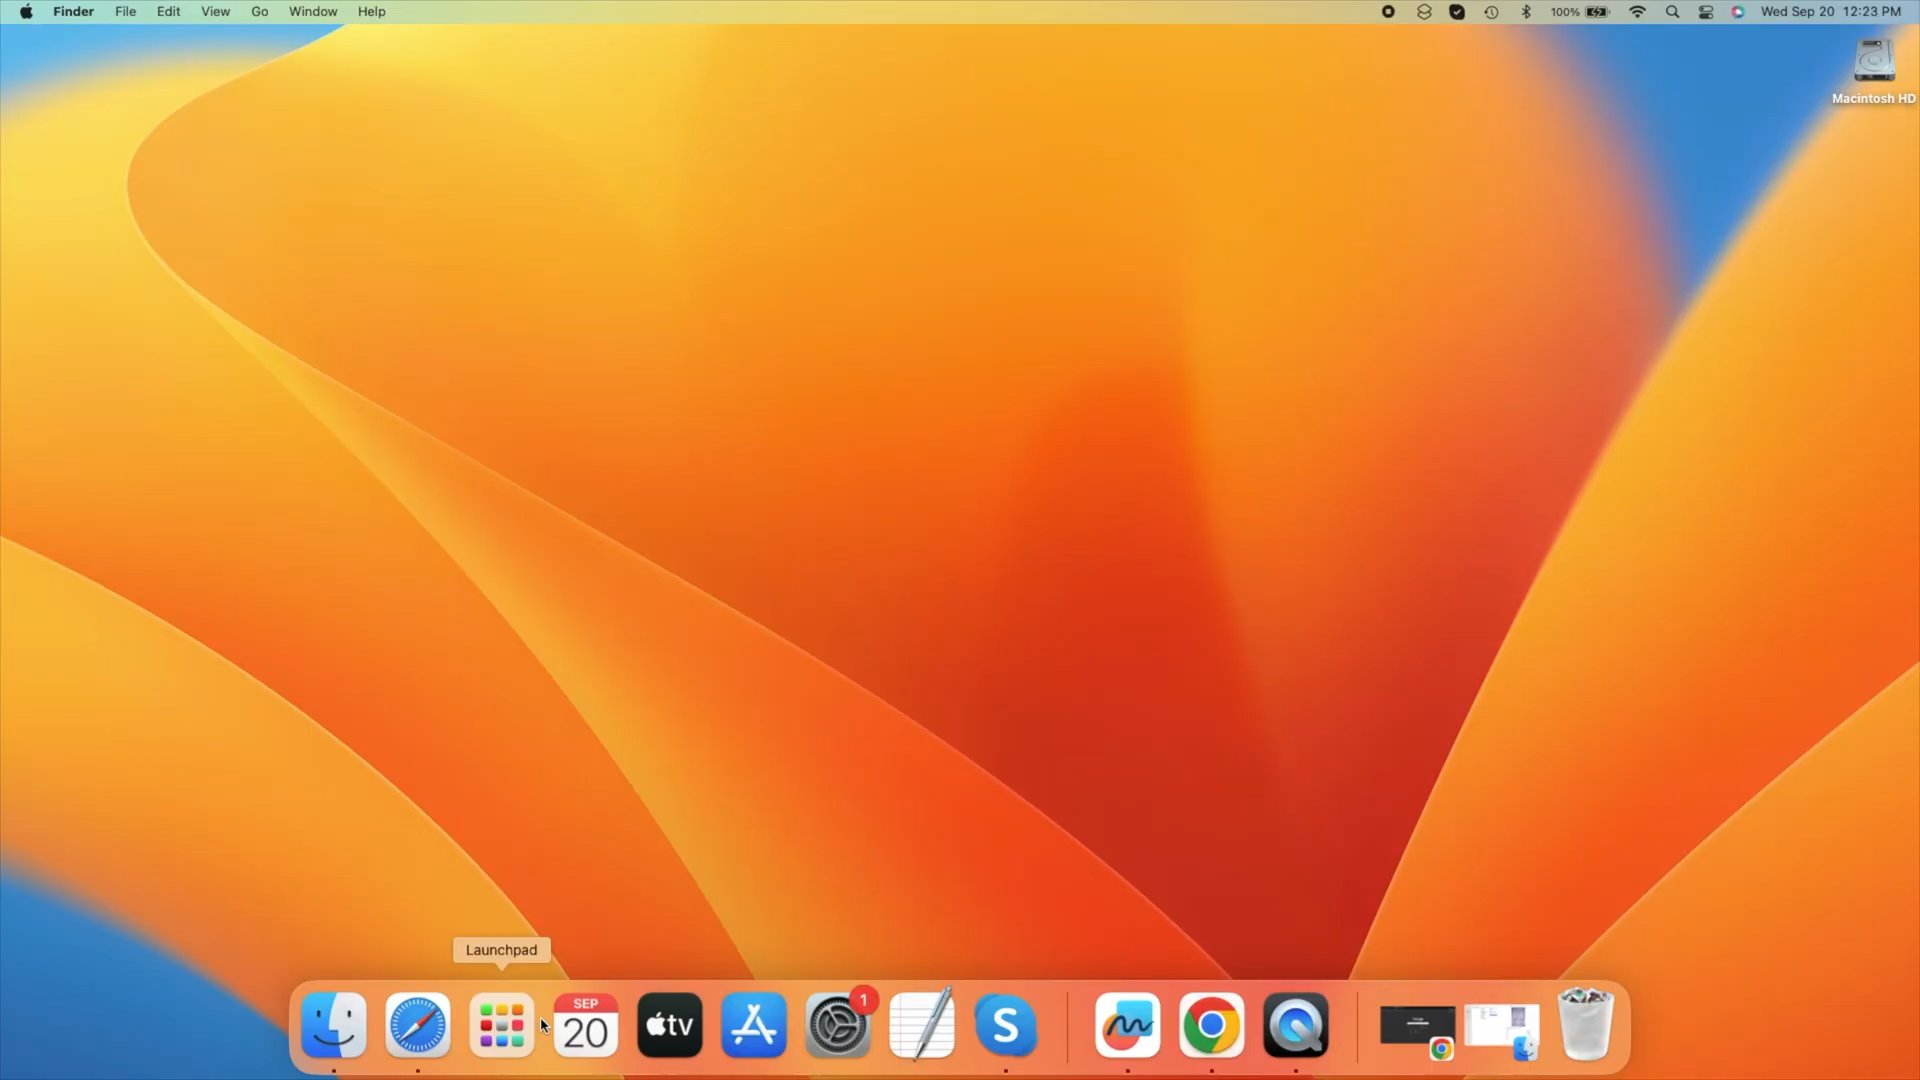 Finder File Edit View Go Window Help 100% Wed Sep 20 12:23 PM
Macintosh HD
Launchpad
SEP
20
tv
1
S